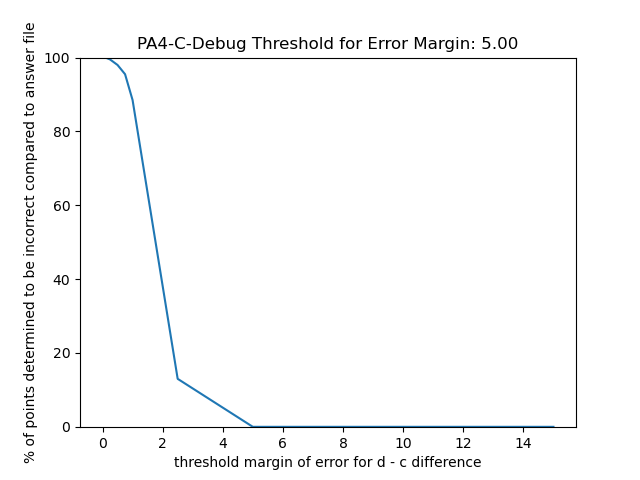 PA4-C-Debug Threshold for Error Margin: 5.00
% of points determined to be incorrect compared to answer file
100
80
60
40
20
0
0 2 4 6 8 10 12 14
threshold margin of error for d - c difference